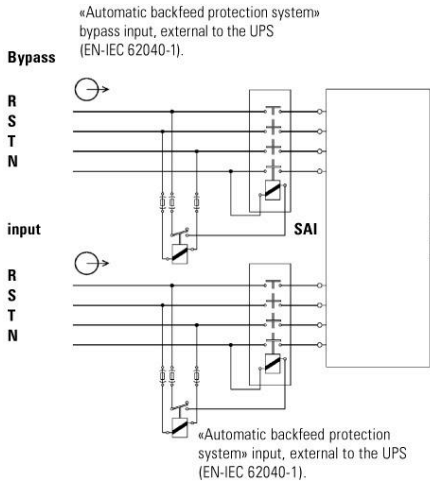 «Automatic backfeed protection system»
bypass input, external to the UPS
(EN-IEC 62040-1).
Bypass
R
S
T
N
input
SAI
R
S
T
N
«Automatic backfeed protection
system» input, external to the UPS
(EN-IEC 62040-1).